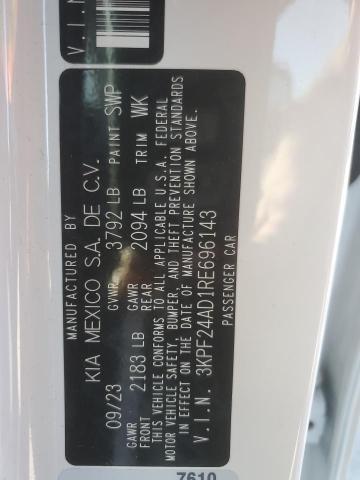 V.I.N
MANUFACTURED BY
KIA MEXICO S.A. DE C.V.
09/23 GVWR 3792 LB PAINT SWP
GAWR FRONT 2183 LB GAWR REAR 2094 LB TRIM WK
THIS VEHICLE CONFORMS TO ALL APPLICABLE U.S.A. FEDERAL
MOTOR VEHICLE SAFETY, BUMPER, AND THEFT PREVENTION STANDARDS
IN EFFECT ON THE DATE OF MANUFACTURE SHOWN ABOVE.
V.I.N. 3KPF24AD1RE696143
PASSENGER CAR
7610